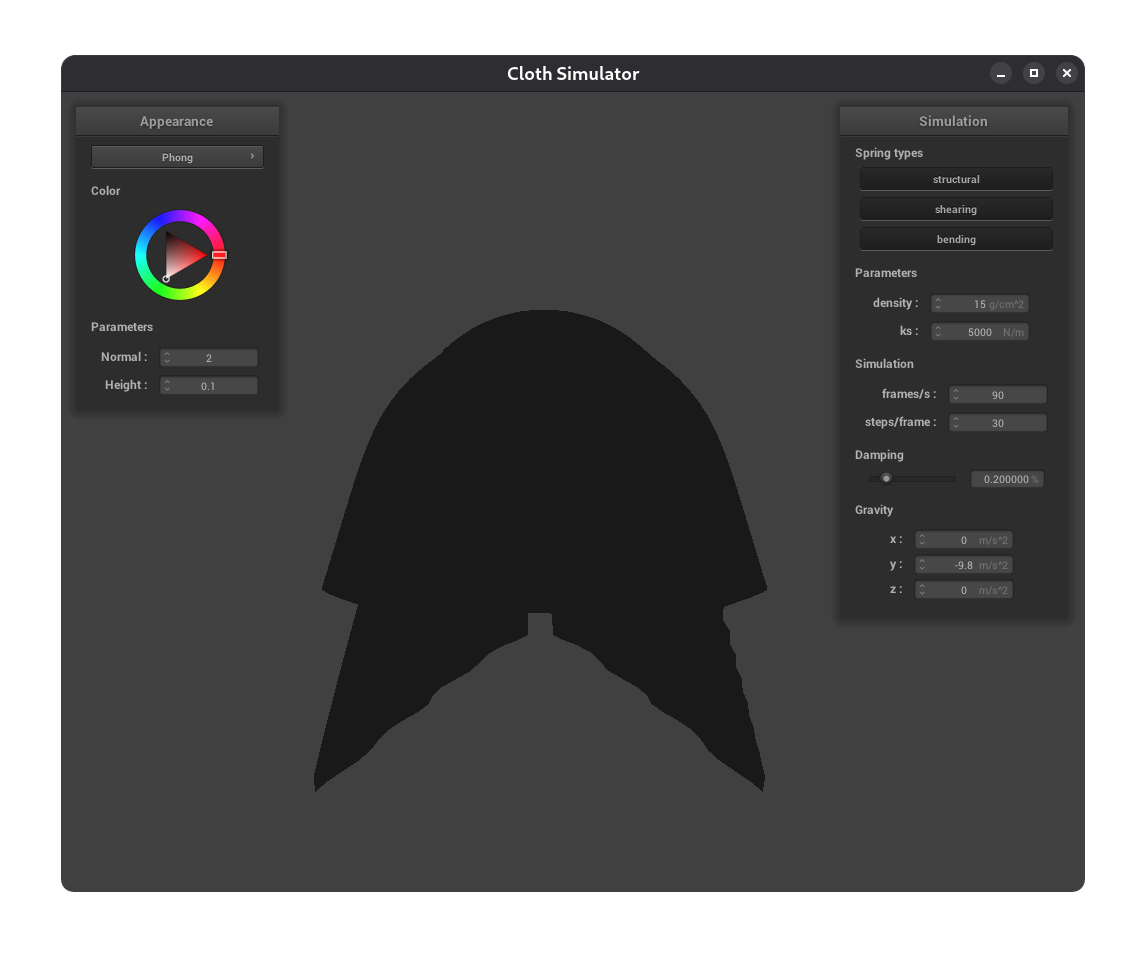 Cloth Simulator
Appearance
Phong
Color
Parameters
Normal : 2
Height : 0.1
Simulation
Spring types
structural
shearing
bending
Parameters
density : 15 g/cm^2
ks : 5000 N/m
Simulation
frames/s : 90
steps/frame : 30
Damping
0.200000 %
Gravity
x : 0 m/s^2
y : -9.8 m/s^2
z : 0 m/s^2